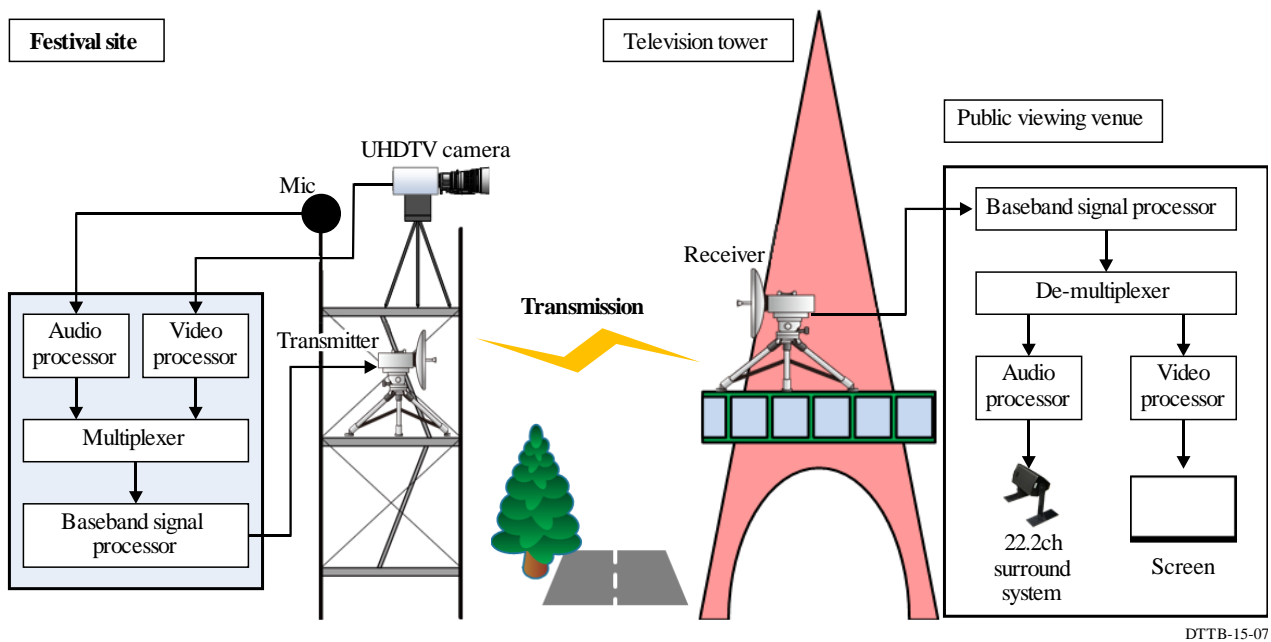 Festival site
Television tower
Public viewing venue
UHDTV camera
Mic
Baseband signal processor
Receiver
De-multiplexer
Transmission
Audio
processor
Video
processor
Transmitter
Audio
processor
Video
processor
Multiplexer
Baseband signal
processor
22.2ch
surround
system
Screen
DTTB-15-07